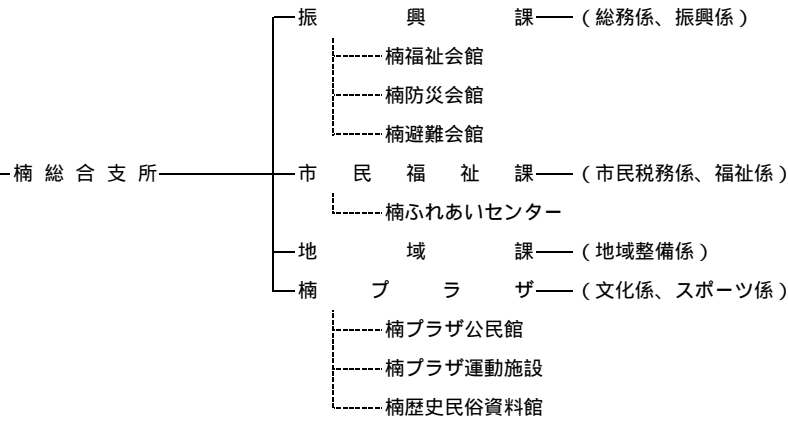 振興課(総務係、振興係)
楠福祉会館
楠防災会館
楠避難会館
楠総合支所
市民福祉課(市民税務係、福祉係)
楠ふれあいセンター
地域課(地域整備係)
楠プラザ(文化係、スポーツ係)
楠プラザ公民館
楠プラザ運動施設
楠歴史民俗資料館